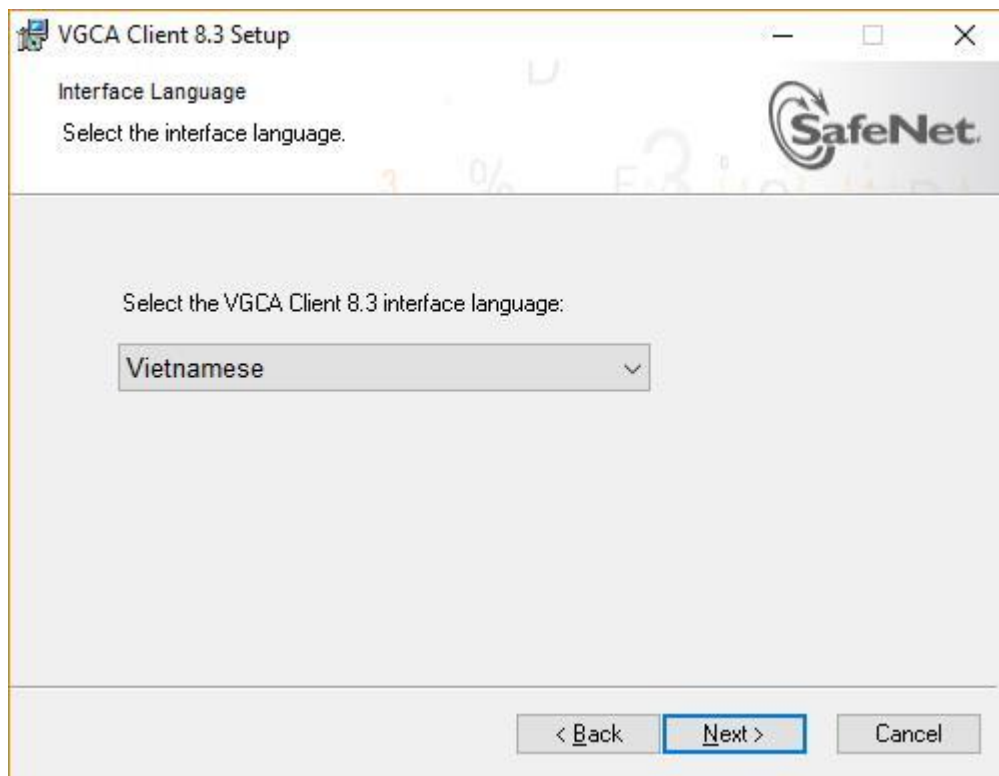 VGCA Client 8.3 Setup
Interface Language
Select the interface language.
SafeNet.
Select the VGCA Client 8.3 interface language:
Vietnamese
< Back
Next >
Cancel